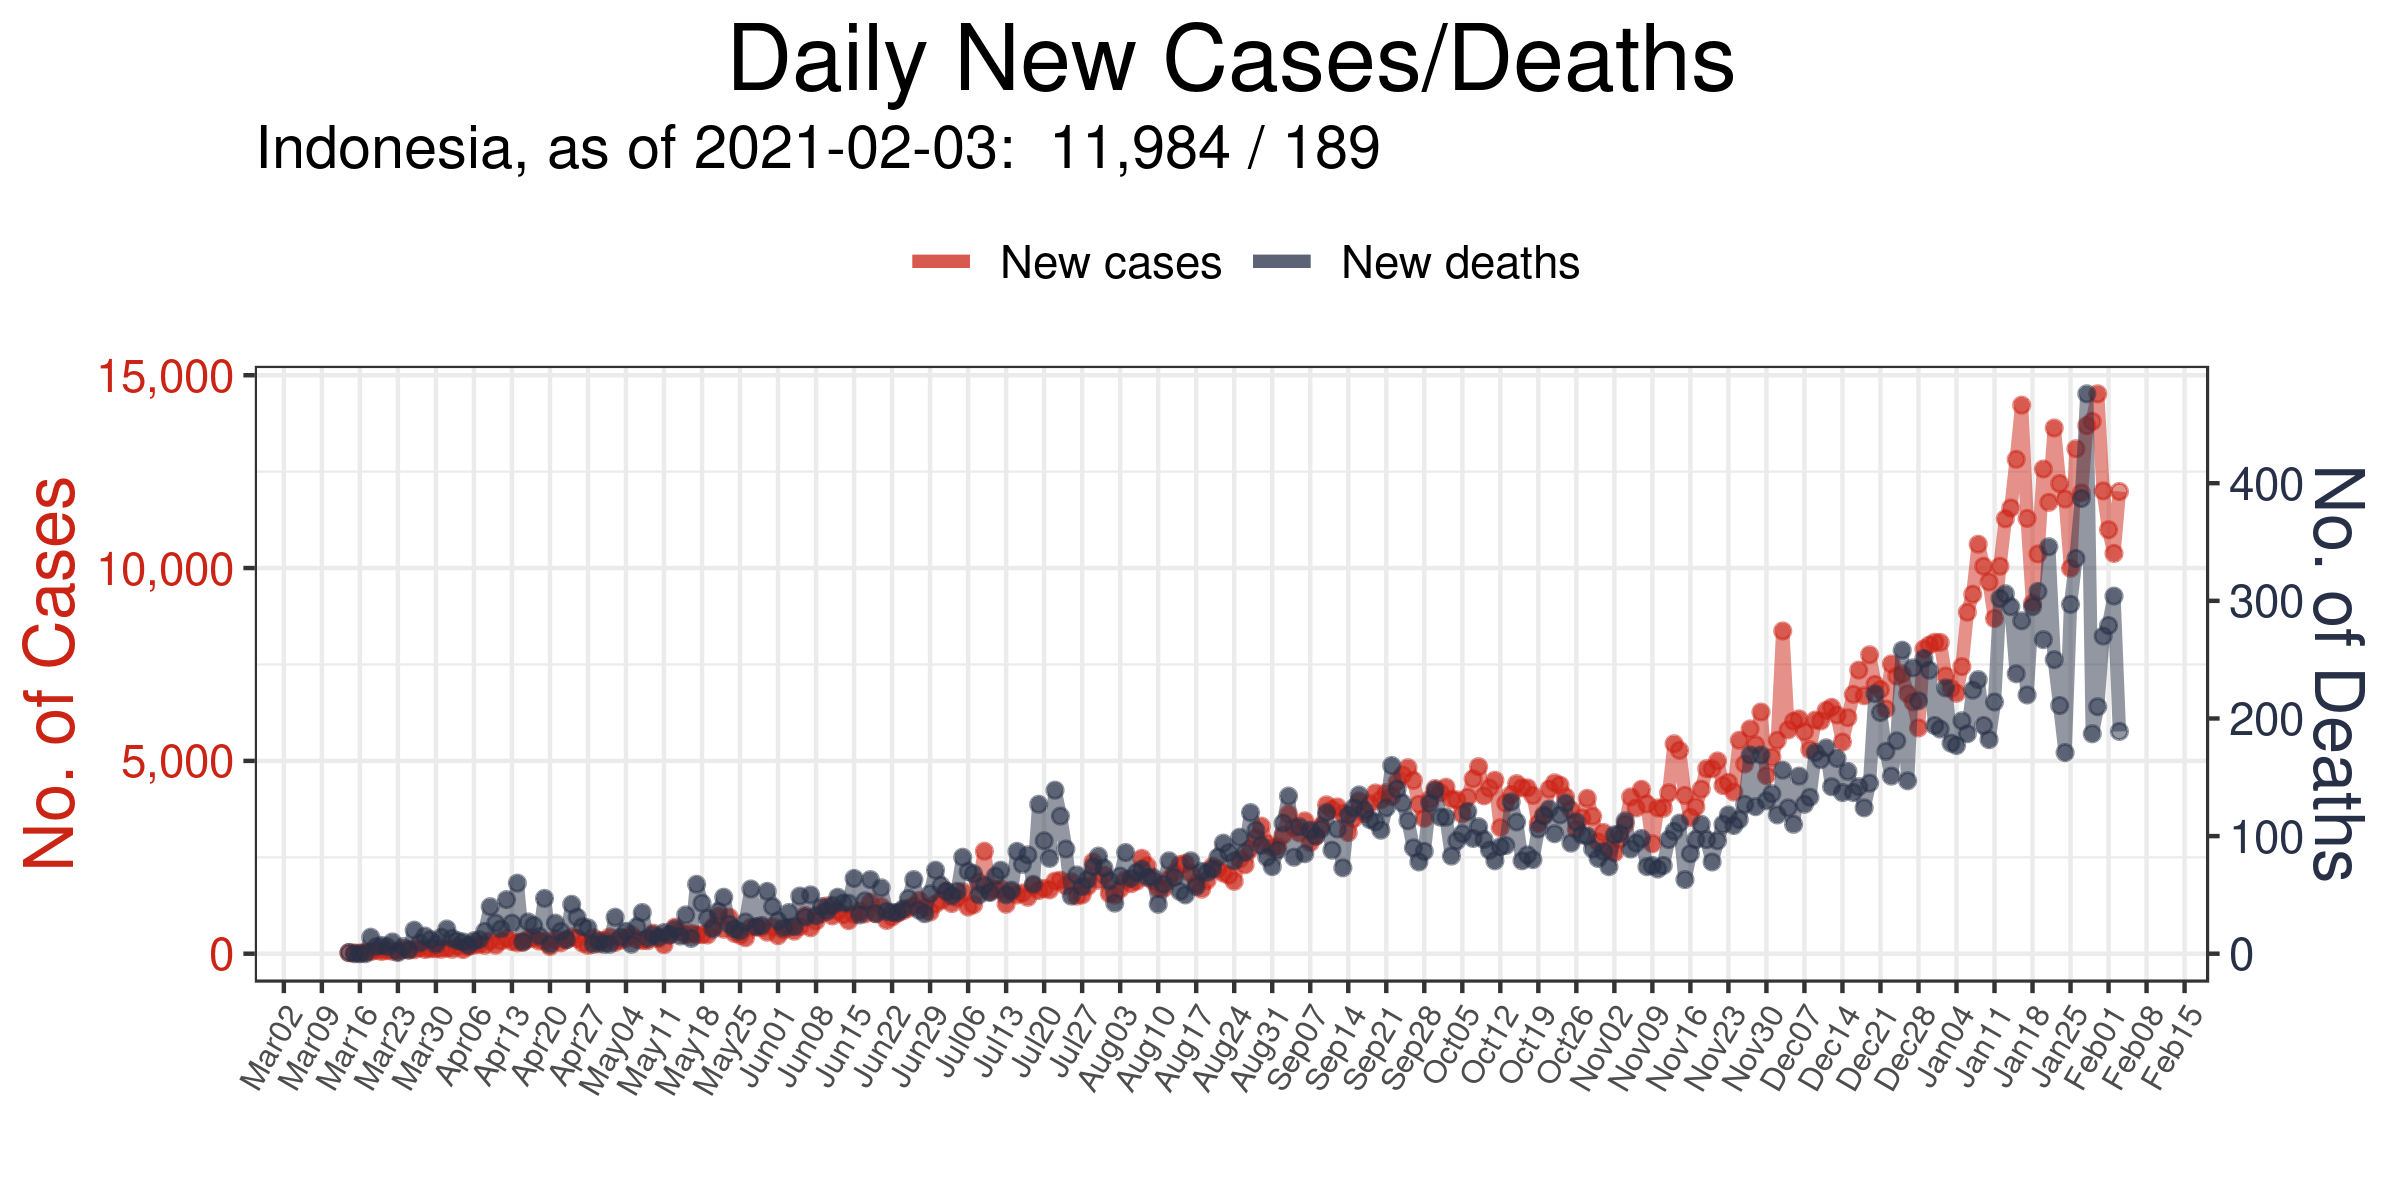 Daily New Cases/Deaths
Indonesia, as of 2021-02-03: 11,984 / 189
New cases
New deaths
No. of Cases
15,000
10,000
5,000
0
400
300
200
100
0
No. of Deaths
Mar02 Mar09 Mar16 Mar23 Mar30 Apr06 Apr13 Apr20 Apr27 May04 May11 May18 May25 Jun01 Jun08 Jun15 Jun22 Jun29 Jul06 Jul13 Jul20 Jul27 Aug03 Aug10 Aug17 Aug24 Aug31 Sep07 Sep14 Sep21 Sep28 Oct05 Oct12 Oct19 Oct26 Nov02 Nov09 Nov16 Nov23 Nov30 Dec07 Dec14 Dec21 Dec28 Jan04 Jan11 Jan18 Jan25 Feb01 Feb08 Feb15